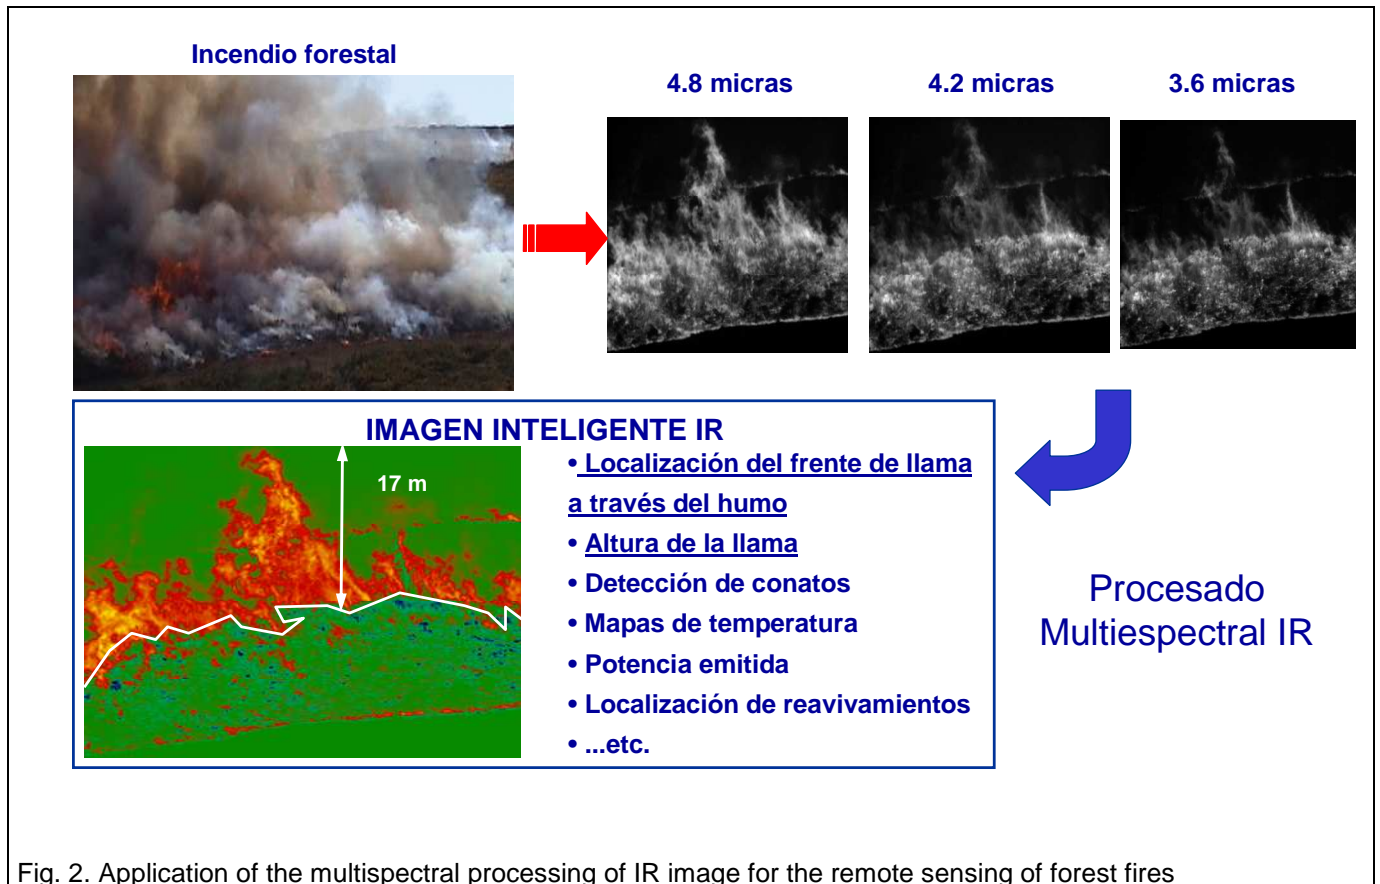 Incendio forestal
4.8 micras
4.2 micras
3.6 micras
IMAGEN INTELIGENTE IR
17 m
• Localización del frente de llama
a través del humo
• Altura de la llama
• Detección de conatos
• Mapas de temperatura
• Potencia emitida
• Localización de reavivamientos
• ...etc.
Procesado
Multiespectral IR
Fig. 2. Application of the multispectral processing of IR image for the remote sensing of forest fires